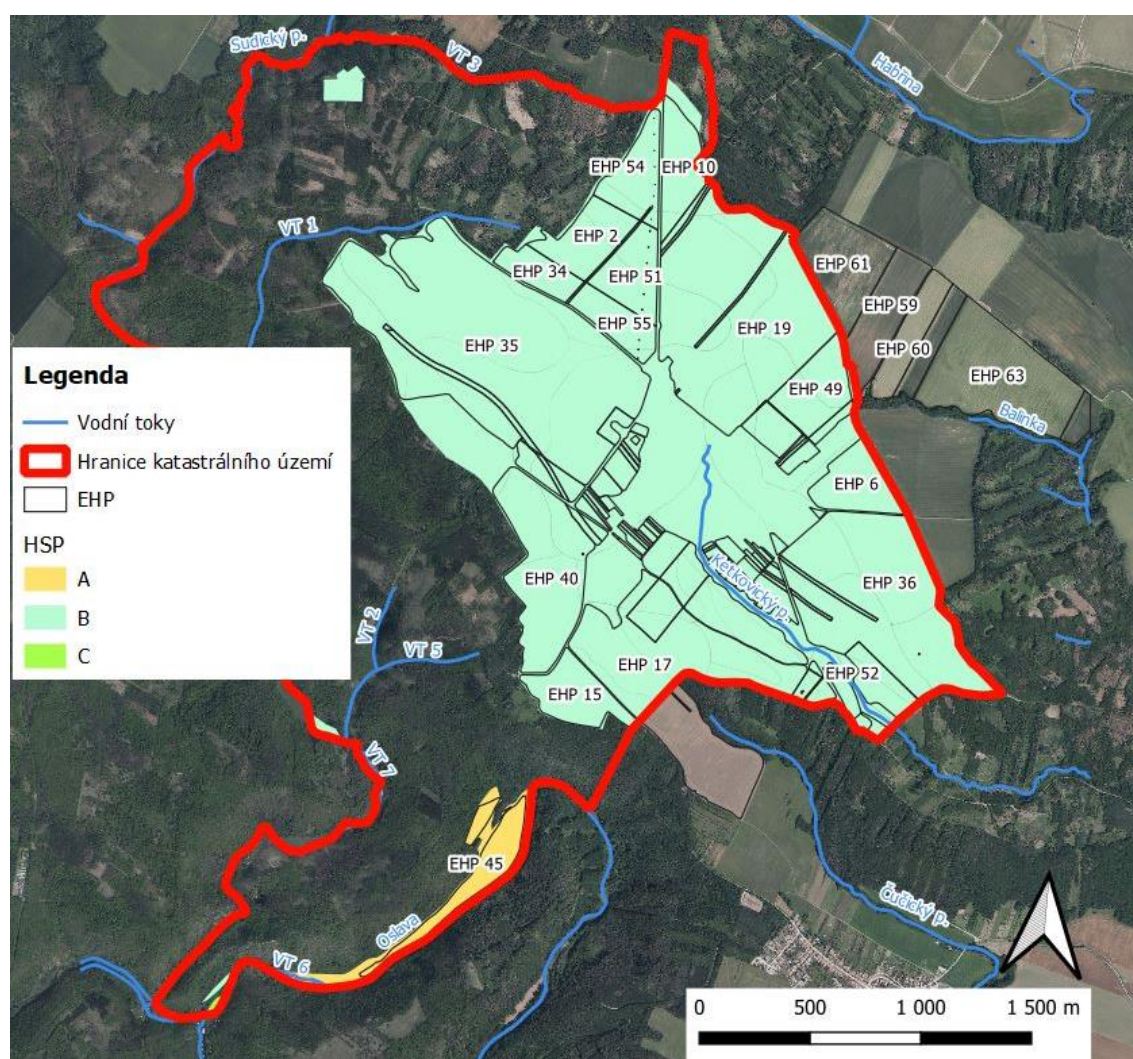 Sudický p.
VT 3
Habřina
EHP 54
EHP 10
VT 1
EHP 2
EHP 34
EHP 51
EHP 61
EHP 59
EHP 55
EHP 19
EHP 60
EHP 35
EHP 63
EHP 49
Balinka
Legenda
Vodní toky
Hranice katastrálního území
EHP
HSP
A
B
C
EHP 6
EHP 40
Ketkovický p.
EHP 36
VT 2
VT 5
EHP 17
EHP 52
EHP 15
VT 7
EHP 45
Oslava
VT 6
Čučický p.
0 500 1 000 1 500 m